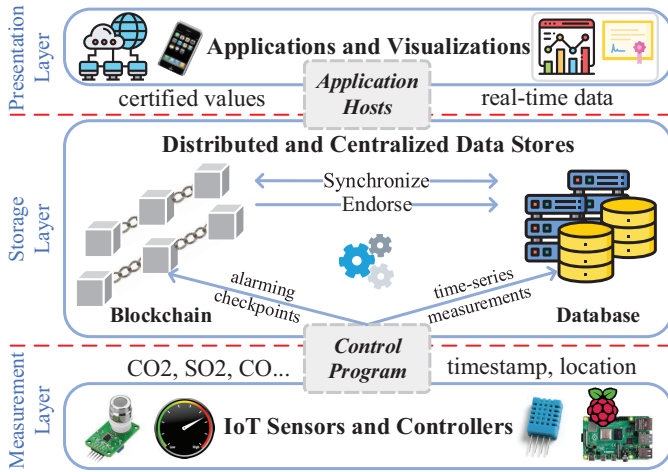 Presentation
Layer
Applications and Visualizations
certified values
Application
Hosts
real-time data
Storage
Layer
Distributed and Centralized Data Stores
Synchronize
Endorse
alarming
checkpoints
time-series
measurements
Blockchain
Database
Measurement
Layer
CO2, SO2, CO...
Control
Program
timestamp, location
IoT Sensors and Controllers